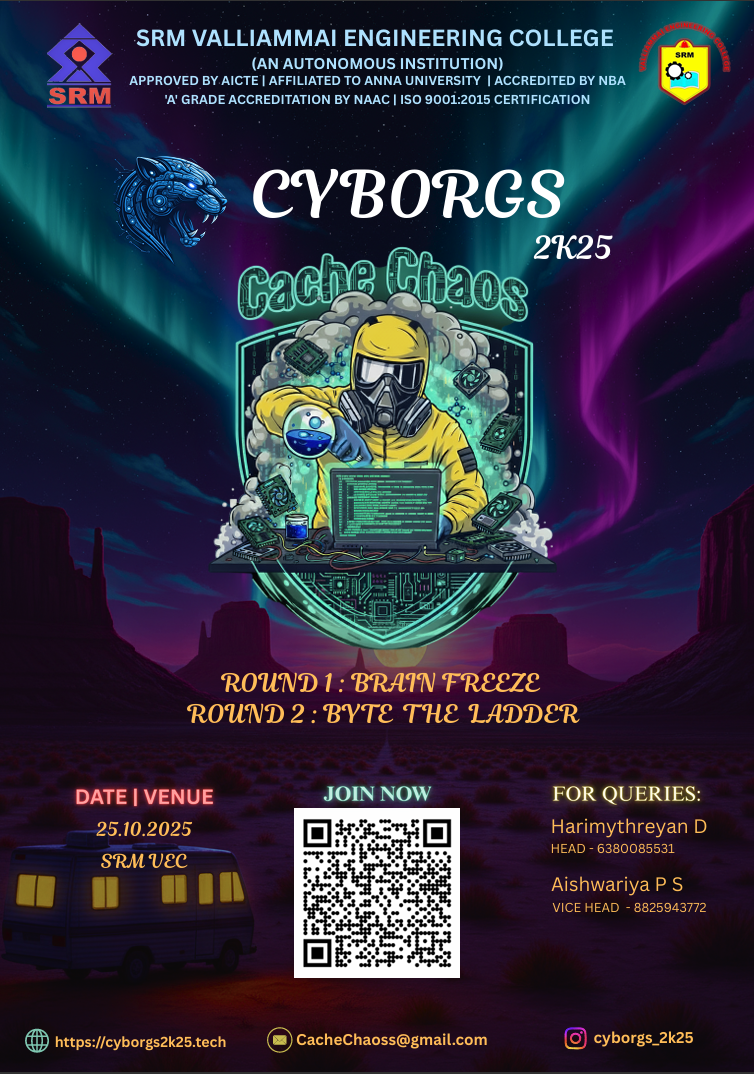 SRM VALLIAMMAI ENGINEERING COLLEGE
(AN AUTONOMOUS INSTITUTION)
APPROVED BY AICTE | AFFILIATED TO ANNA UNIVERSITY | ACCREDITED BY NBA
'A' GRADE ACCREDITATION BY NAAC | ISO 9001:2015 CERTIFICATION
SRM
SRM
CYBORGS
2K25
Cache Chaos
ROUND 1 : BRAIN FREEZE
ROUND 2 : BYTE THE LADDER
DATE | VENUE
25.10.2025
SRM VEC
JOIN NOW
FOR QUERIES:
Harimythreyan D
HEAD - 6380085531
Aishwariya P S
VICE HEAD - 8825943772
https://cyborgs2k25.tech
CacheChaoss@gmail.com
cyborgs_2k25